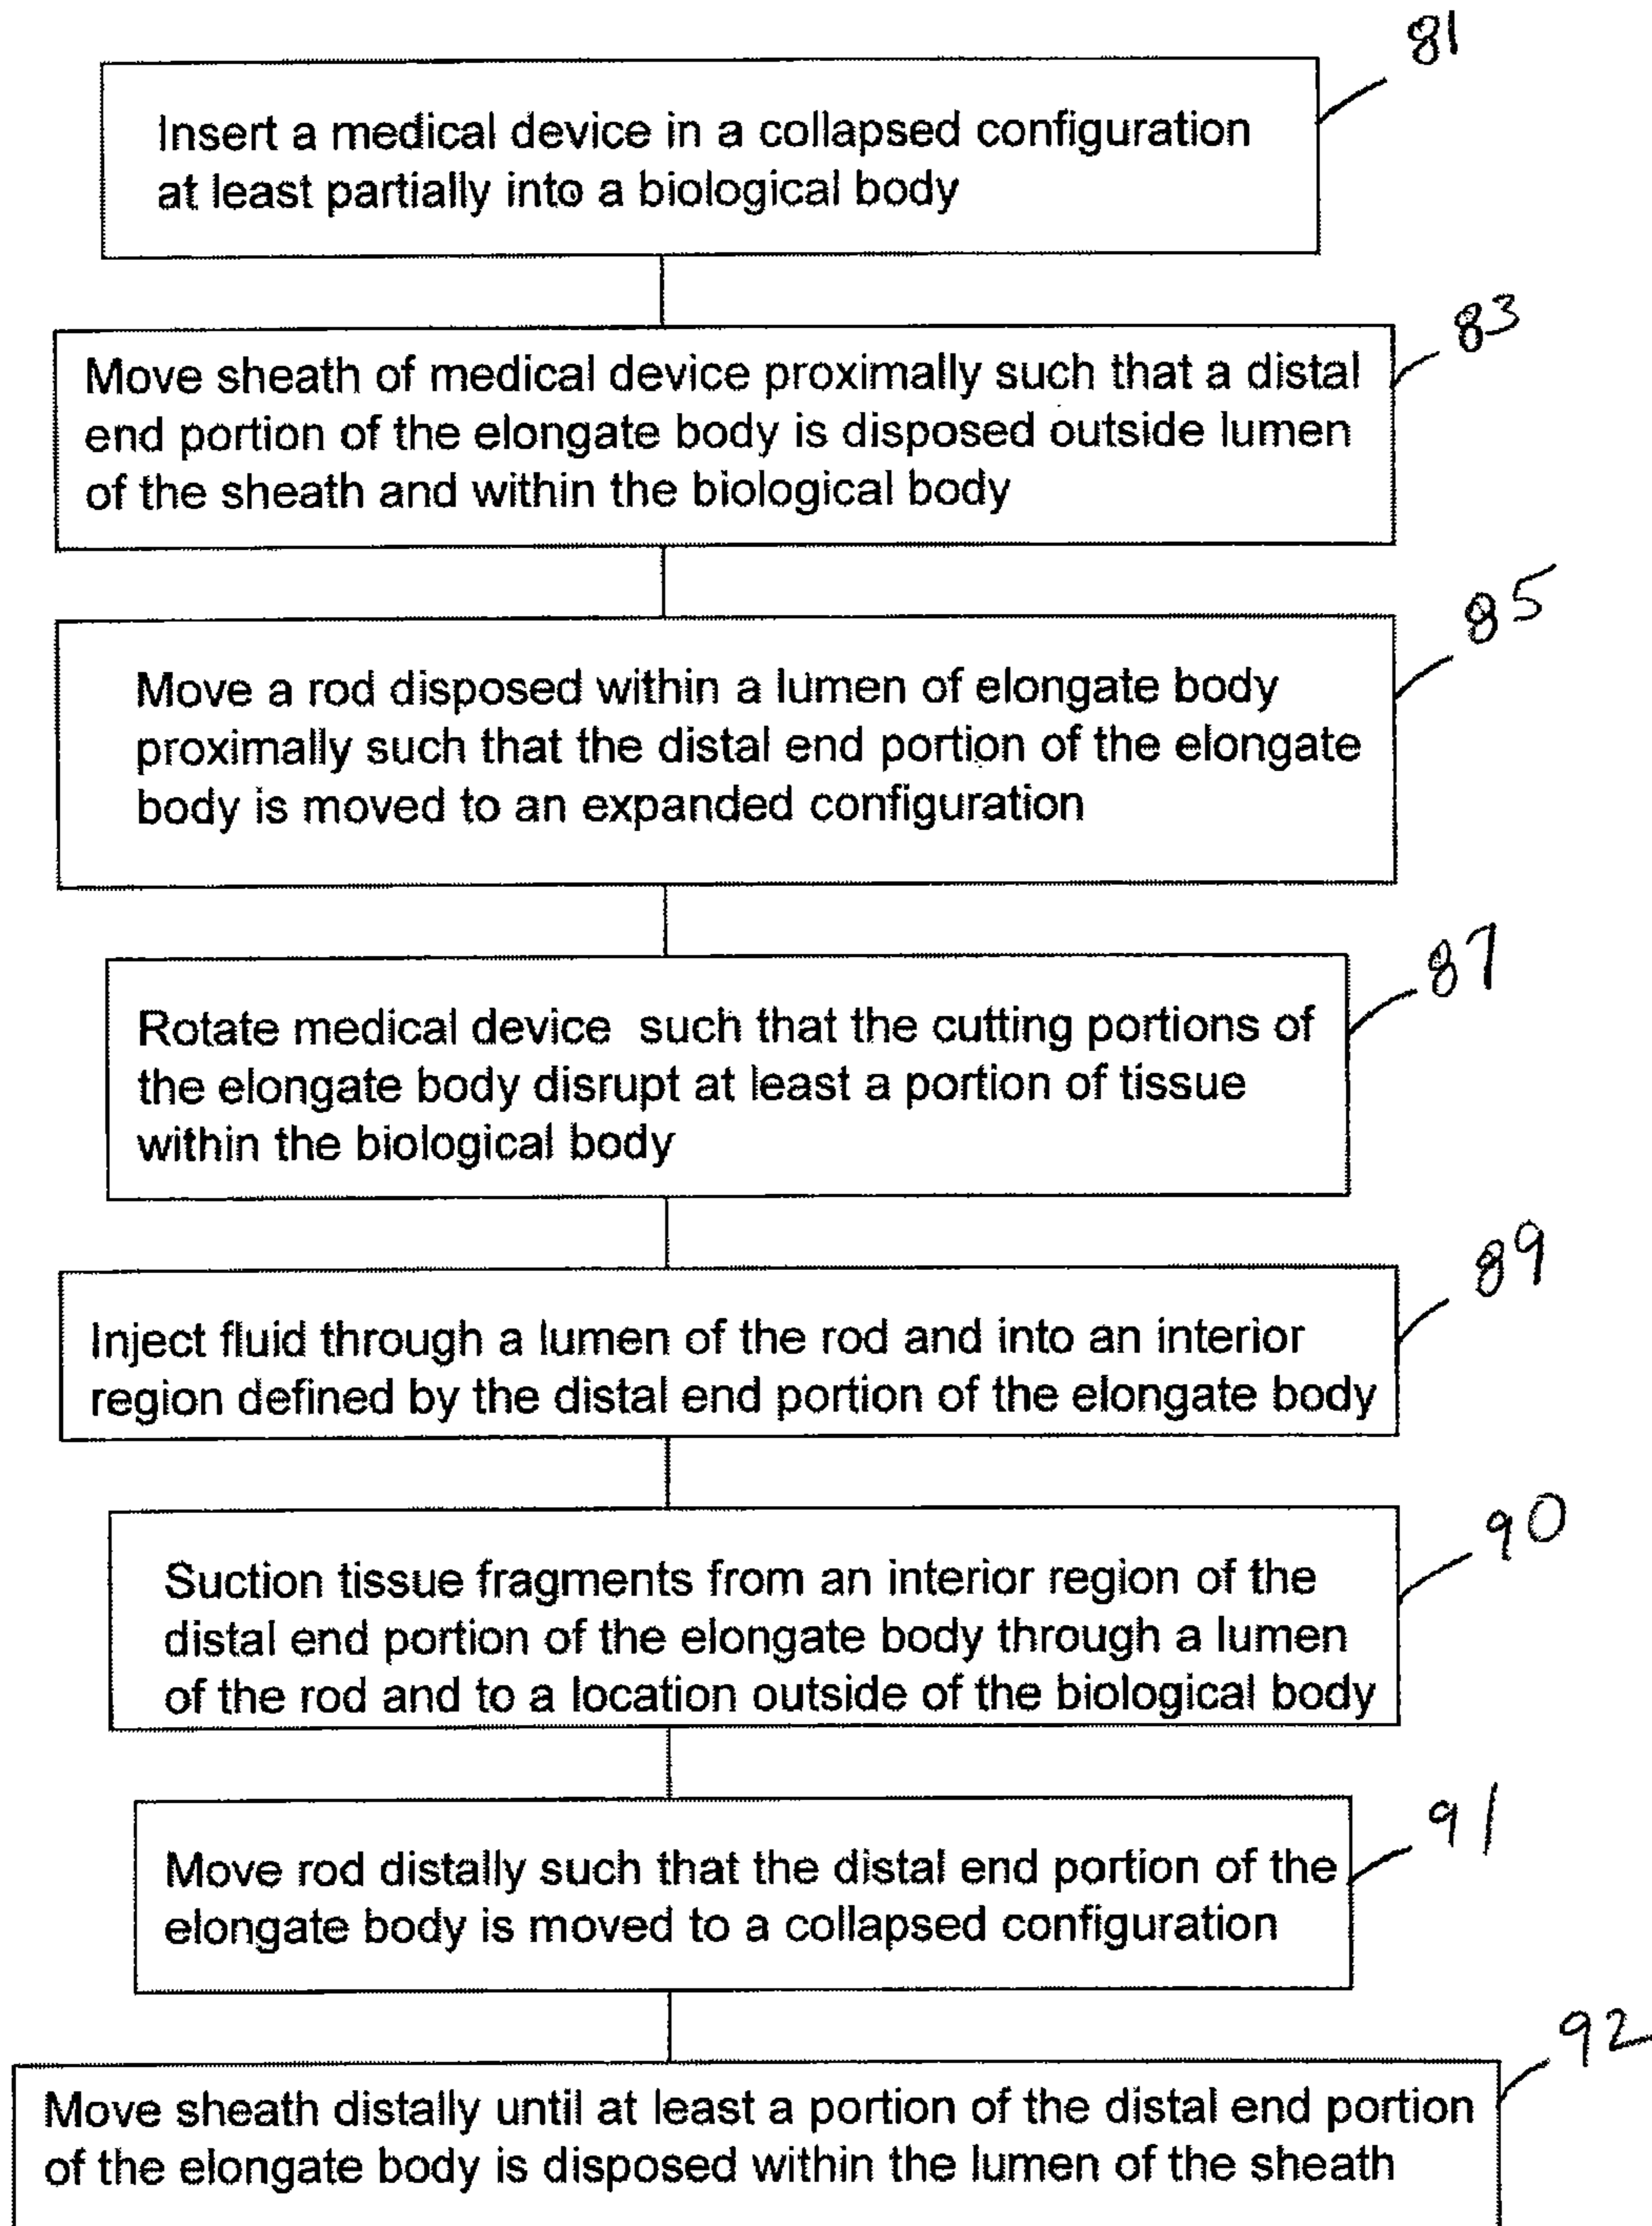 81
Insert a medical device in a collapsed configuration
at least partially into a biological body
83
Move sheath of medical device proximally such that a distal
end portion of the elongate body is disposed outside lumen
of the sheath and within the biological body
85
Move a rod disposed within a lumen of elongate body
proximally such that the distal end portion of the elongate
body is moved to an expanded configuration
87
Rotate medical device such that the cutting portions of
the elongate body disrupt at least a portion of tissue
within the biological body
89
Inject fluid through a lumen of the rod and into an interior
region defined by the distal end portion of the elongate body
90
Suction tissue fragments from an interior region of the
distal end portion of the elongate body through a lumen
of the rod and to a location outside of the biological body
91
Move rod distally such that the distal end portion of the
elongate body is moved to a collapsed configuration
92
Move sheath distally until at least a portion of the distal end portion
of the elongate body is disposed within the lumen of the sheath